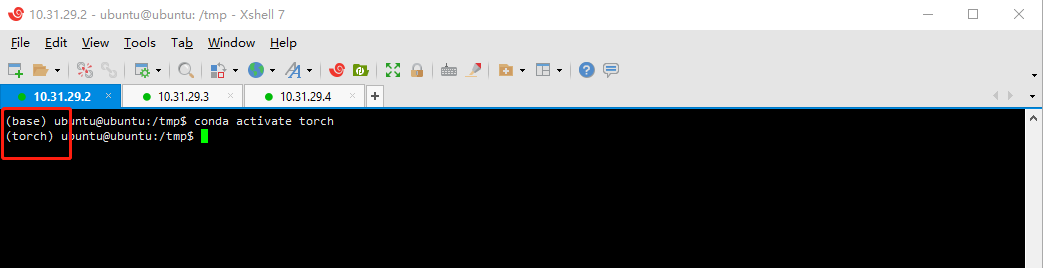 10.31.29.2 - ubuntu@ubuntu: /tmp - Xshell 7
File Edit View Tools Tab Window Help
10.31.29.2 10.31.29.3 10.31.29.4
(base) ubuntu@ubuntu:/tmp$ conda activate torch
(torch) ubuntu@ubuntu:/tmp$